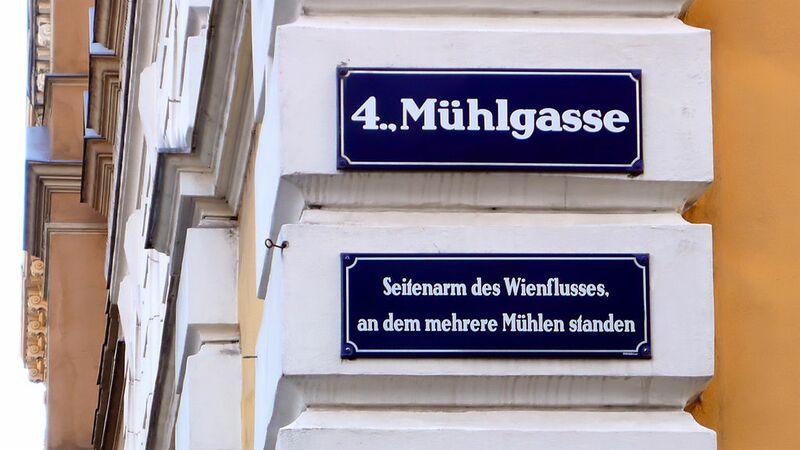 4., Mühlgasse
Seitenarm des Wienflusses,
an dem mehrere Mühlen standen